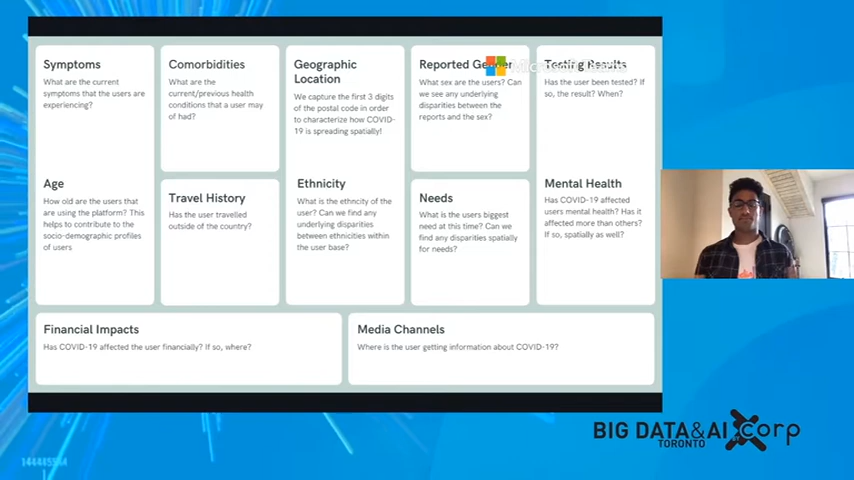 Symptoms
What are the current
symptoms that the users are
experiencing?
Comorbidities
What are the
current/previous health
conditions that a user may
of had?
Geographic
Location
We capture the first 3 digits
of the postal code in order
to characterize how COVID-
19 is spreading spatially!
Reported Gender
What sex are the users? Can
we see any underlying
disparities between the
reports and the sex?
Testing Results
Has the user been tested? If
so, the result? When?
Age
How old are the users that
are using the platform? This
helps to contribute to the
socio-demographic profiles
of users
Travel History
Has the user travelled
outside of the country?
Ethnicity
What is the ethncity of the
user? Can we find any
underlying disparities
between ethnicities within
the user base?
Needs
What is the users biggest
need at this time? Can we
find any disparities spatially
for needs?
Mental Health
Has COVID-19 affected
users mental health? Has it
affected more than others?
If so, spatially as well?
Financial Impacts
Has COVID-19 affected the user financially? If so, where?
Media Channels
Where is the user getting information about COVID-19?
BIG DATA&AI
TORONTO
BY
corp